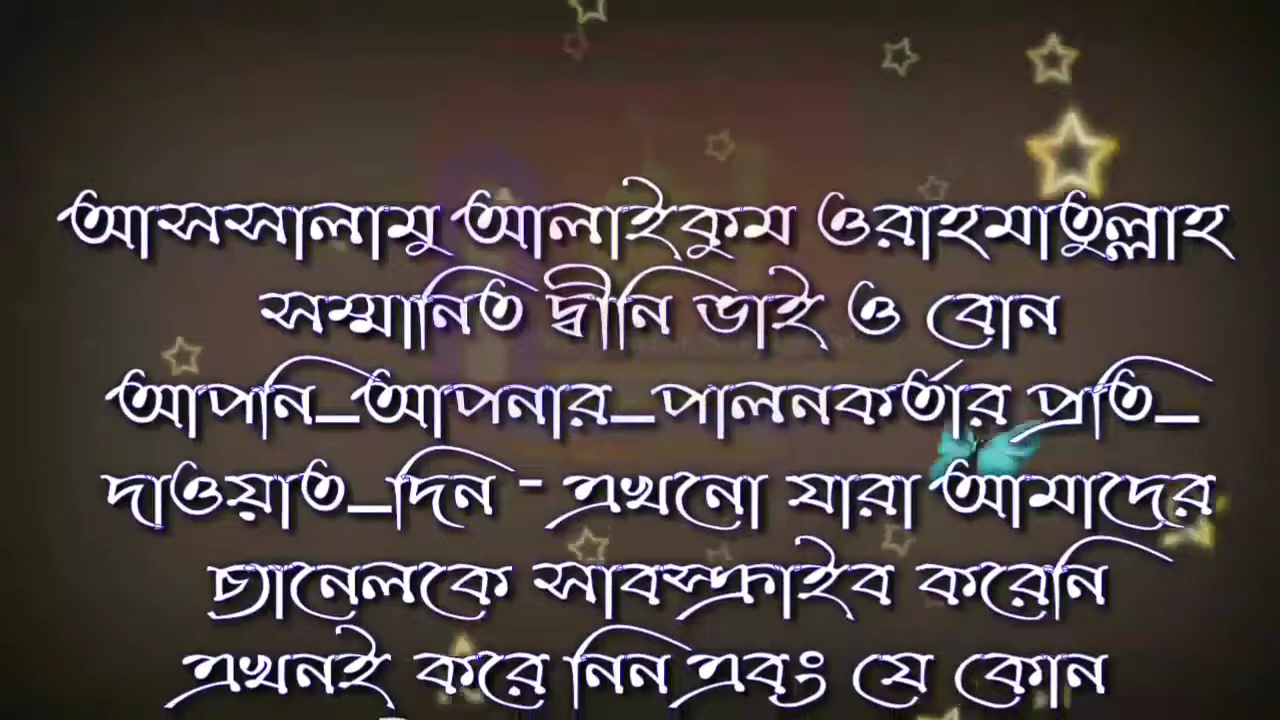 আসসালামু আলাইকুম ওরাহমাতুল্লাহ
সম্মানিত দ্বীনি ভাই ও বোন
আপনি_আপনার_পালনকর্তার প্রতি_
দাওয়াত_দিন - এখনো যারা আমাদের
চ্যানেলকে সাবস্ক্রাইব করেনি
এখনই করে নিন এবং যে কোন